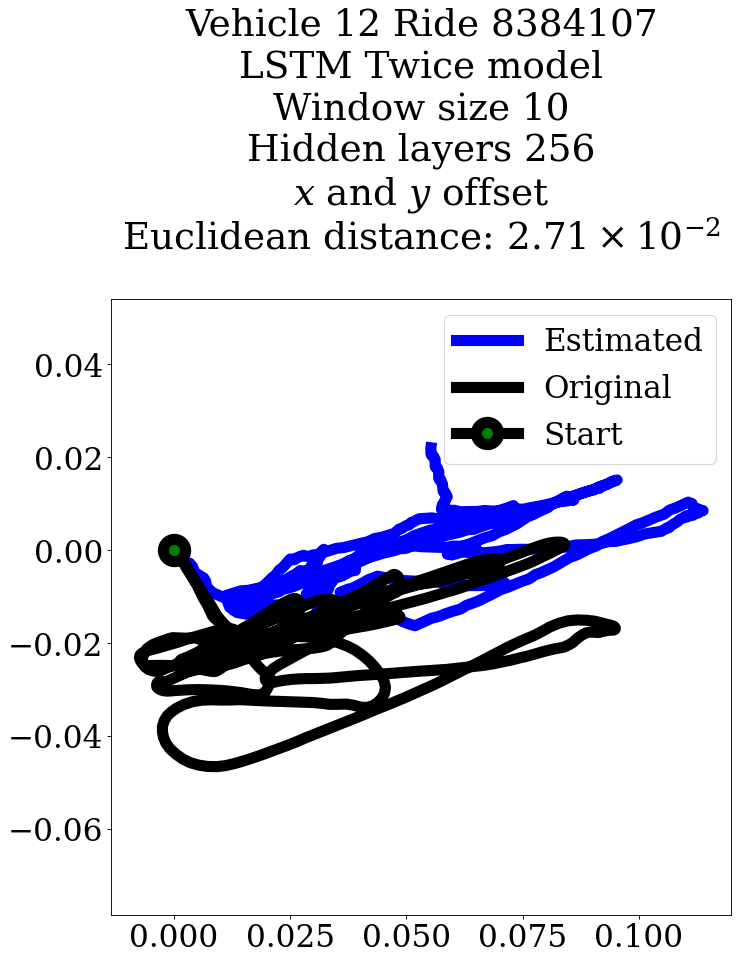 Vehicle 12 Ride 8384107
LSTM Twice model
Window size 10
Hidden layers 256
x and y offset
Euclidean distance: 2.71 × 10⁻²
Estimated
Original
Start
0.04
0.02
0.00
−0.02
−0.04
−0.06
0.000 0.025 0.050 0.075 0.100